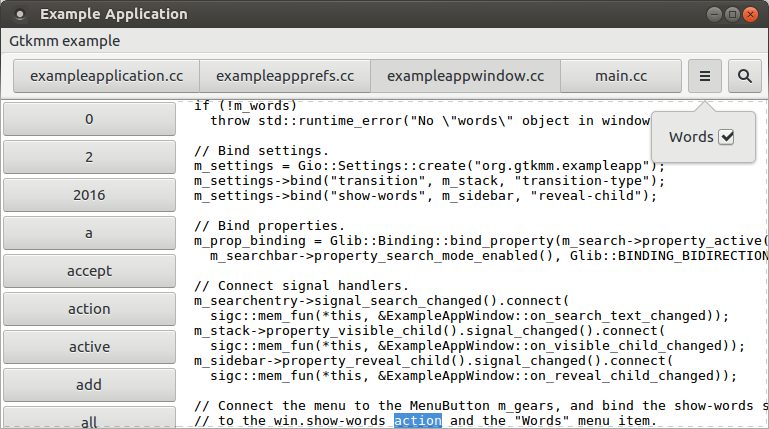 Example Application
Gtkmm example
exampleapplication.cc exampleappprefs.cc exampleappwindow.cc main.cc
Words
0
2
2016
a
accept
action
active
add
all
if (!m_words)
throw std::runtime_error("No \"words\" object in window
// Bind settings.
m_settings = Gio::Settings::create("org.gtkmm.exampleapp");
m_settings->bind("transition", m_stack, "transition-type");
m_settings->bind("show-words", m_sidebar, "reveal-child");
// Bind properties.
m_prop_binding = Glib::Binding::bind_property(m_search->property_active(
m_searchbar->property_search_mode_enabled(), Glib::BINDING_BIDIRECTION
// Connect signal handlers.
m_searchentry->signal_search_changed().connect(
sigc::mem_fun(*this, &ExampleAppWindow::on_search_text_changed));
m_stack->property_visible_child().signal_changed().connect(
sigc::mem_fun(*this, &ExampleAppWindow::on_visible_child_changed));
m_sidebar->property_reveal_child().signal_changed().connect(
sigc::mem_fun(*this, &ExampleAppWindow::on_reveal_child_changed));
// Connect the menu to the MenuButton m_gears, and bind the show-words s
// to the win.show-words action and the "Words" menu item.